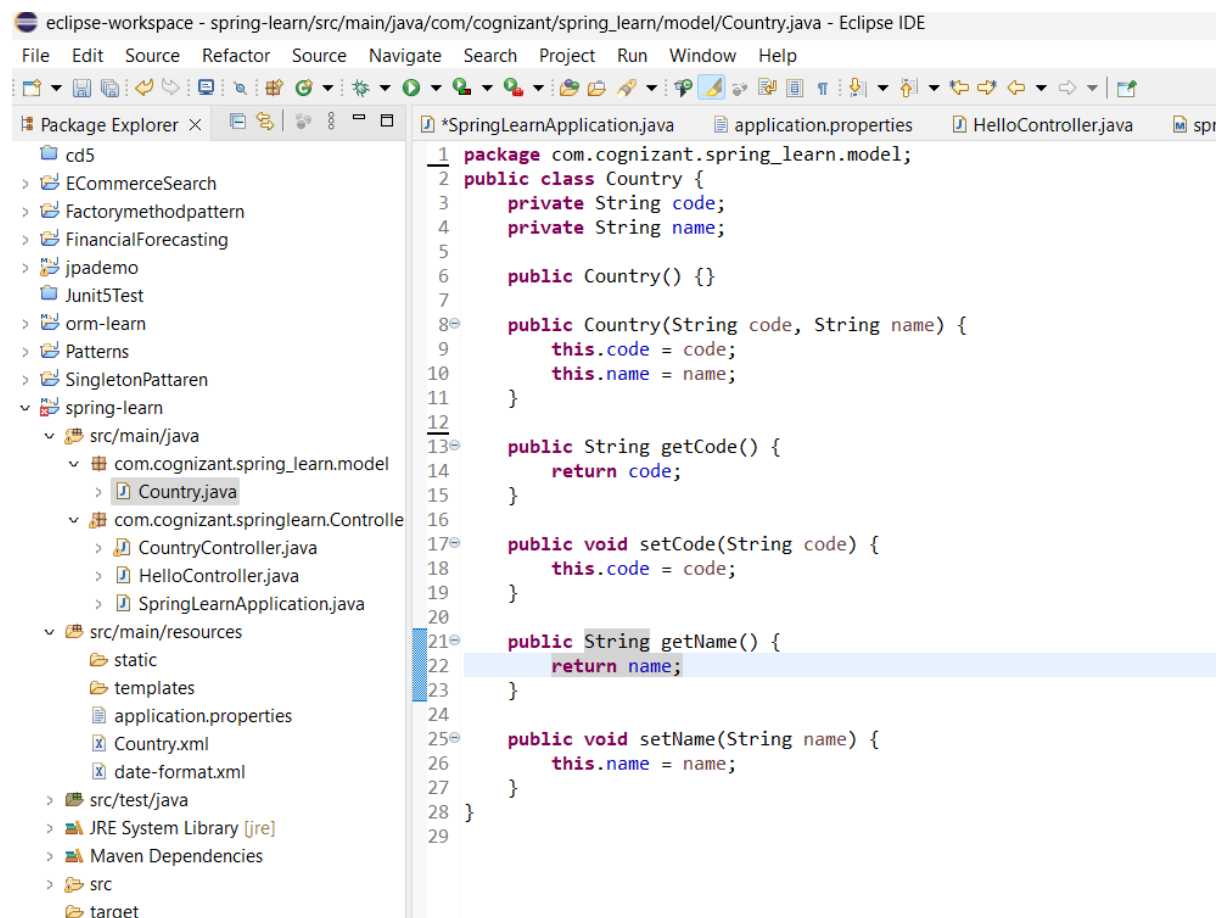 eclipse-workspace - spring-learn/src/main/java/com/cognizant/spring_learn/model/Country.java - Eclipse IDE
File Edit Source Refactor Source Navigate Search Project Run Window Help
Package Explorer
cd5
ECommerceSearch
Factorymethodpattern
FinancialForecasting
jpademo
Junit5Test
orm-learn
Patterns
SingletonPattaren
spring-learn
src/main/java
com.cognizant.spring_learn.model
Country.java
com.cognizant.springlearn.Controlle
CountryController.java
HelloController.java
SpringLearnApplication.java
src/main/resources
static
templates
application.properties
Country.xml
date-format.xml
src/test/java
JRE System Library [jre]
Maven Dependencies
src
target
*SpringLearnApplication.java application.properties HelloController.java spr
1 package com.cognizant.spring_learn.model;
2 public class Country {
3     private String code;
4     private String name;
5
6     public Country() {}
7
8     public Country(String code, String name) {
9         this.code = code;
10         this.name = name;
11     }
12
13     public String getCode() {
14         return code;
15     }
16
17     public void setCode(String code) {
18         this.code = code;
19     }
20
21     public String getName() {
22         return name;
23     }
24
25     public void setName(String name) {
26         this.name = name;
27     }
28 }
29